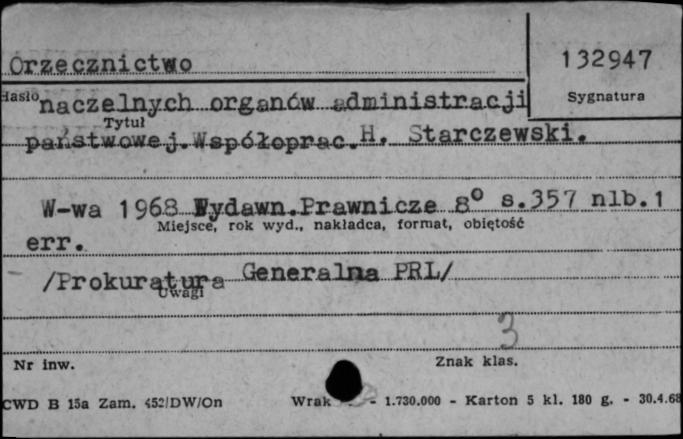 Orzecznictwo
132947
Hasło
Sygnatura
naczelnych organów administracji
Tytuł
państwowej.Współoprac.H. Starczewski.
W-wa 1968 Wydawn.Prawnicze 8° s.357 nlb.1
Miejsce, rok wyd., nakładca, format, objętość
err.
/Prokuratura Generalna PRL/
Uwagi
3
Nr inw.
Znak klas.
CWD B 15a Zam. 452/DW/On Wrak - 1.730.000 - Karton 5 kl. 180 g. - 30.4.68